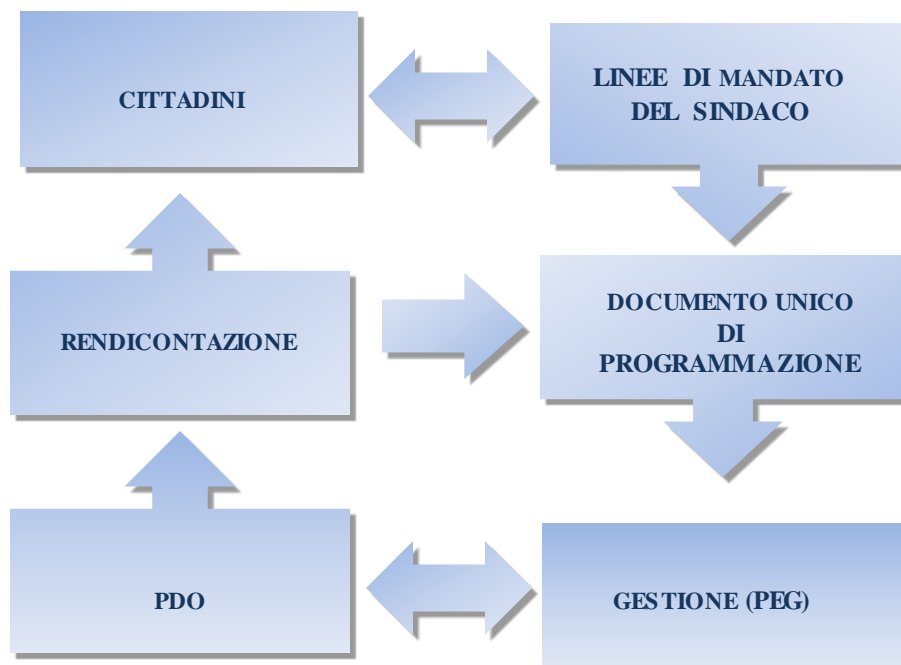 CITTADINI
LINEE DI MANDATO
DEL SINDACO
RENDICONTAZIONE
DOCUMENTO UNICO
DI
PROGRAMMAZIONE
PDO
GESTIONE (PEG)